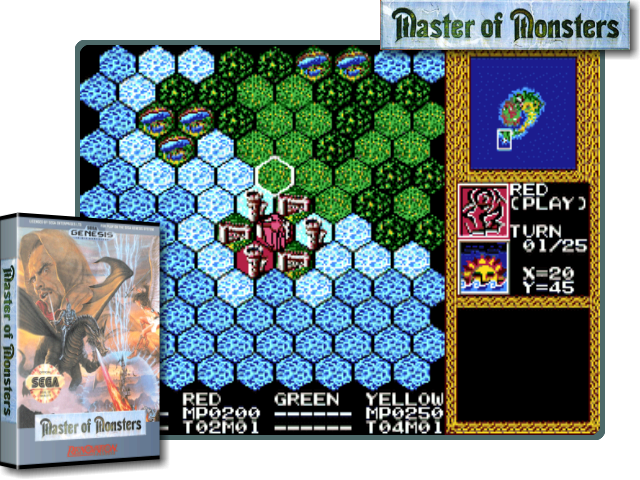 Master of Monsters
RED
(PLAY)
TURN
01/25
X=20
Y=45
RED GREEN YELLOW
MP0200 ------ MP0250
T02M01 ------ T04M01
GENESIS
Master of Monsters
SEGA
Master of Monsters